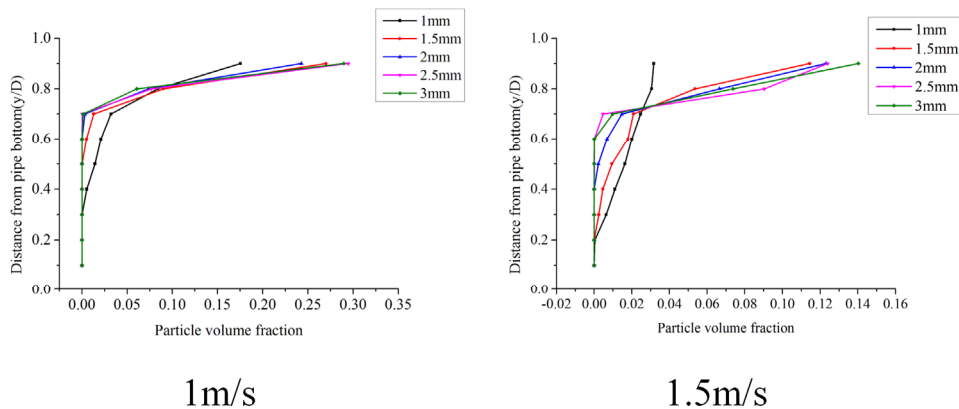 1mm
1.5mm
2mm
2.5mm
3mm
1.0
0.8
0.6
0.4
0.2
0.0
Distance from pipe bottom(y/D)
0.00 0.05 0.10 0.15 0.20 0.25 0.30 0.35
Particle volume fraction
1m/s
1mm
1.5mm
2mm
2.5mm
3mm
1.0
0.8
0.6
0.4
0.2
0.0
Distance from pipe bottom(y/D)
-0.02 0.00 0.02 0.04 0.06 0.08 0.10 0.12 0.14 0.16
Particle volume fraction
1.5m/s